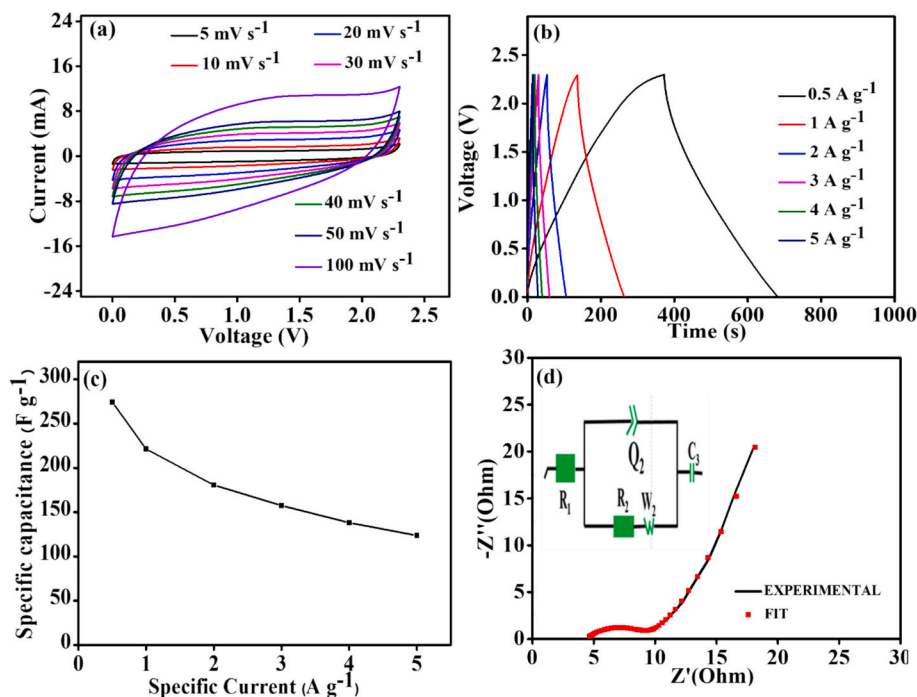 (a)
5 mV s⁻¹
20 mV s⁻¹
10 mV s⁻¹
30 mV s⁻¹
40 mV s⁻¹
50 mV s⁻¹
100 mV s⁻¹
24
16
8
0
-8
-16
-24
Current (mA)
0.0 0.5 1.0 1.5 2.0 2.5
Voltage (V)
(b)
0.5 A g⁻¹
1 A g⁻¹
2 A g⁻¹
3 A g⁻¹
4 A g⁻¹
5 A g⁻¹
2.5
2.0
1.5
1.0
0.5
0.0
Voltage (V)
0 200 400 600 800 1000
Time (s)
(c)
300
250
200
150
100
50
0
Specific capacitance (F g⁻¹)
1 2 3 4 5
Specific Current (A g⁻¹)
(d)
30
25
20
15
10
5
0
-Z''(Ohm)
Q₂
C₃
R₁
R₂
W₂
EXPERIMENTAL
FIT
0 5 10 15 20 25 30
Z'(Ohm)